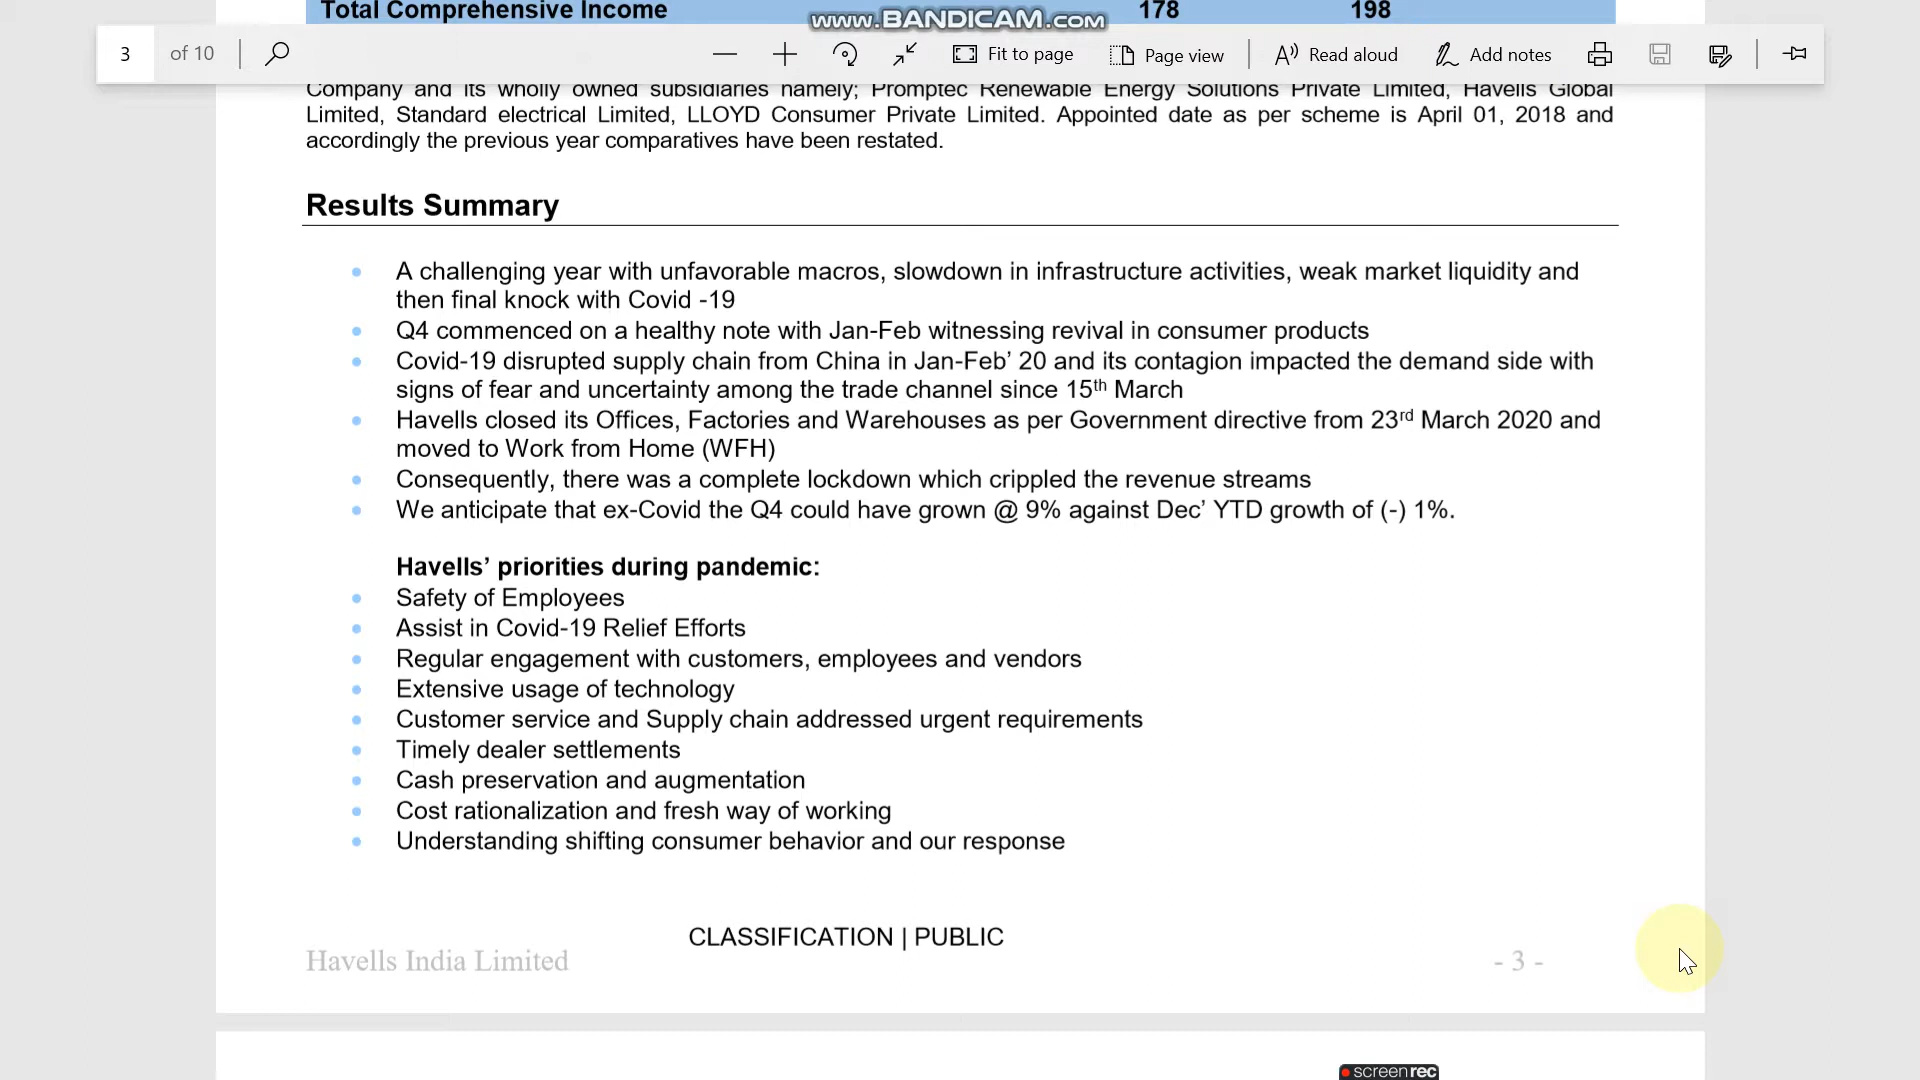 Total Comprehensive Income 178 198
www.BANDICAM.com
3 of 10 Fit to page Page view Read aloud Add notes
Company and its wholly owned subsidiaries namely; Promptec Renewable Energy Solutions Private Limited, Havells Global
Limited, Standard electrical Limited, LLOYD Consumer Private Limited. Appointed date as per scheme is April 01, 2018 and
accordingly the previous year comparatives have been restated.
Results Summary
A challenging year with unfavorable macros, slowdown in infrastructure activities, weak market liquidity and
then final knock with Covid -19
Q4 commenced on a healthy note with Jan-Feb witnessing revival in consumer products
Covid-19 disrupted supply chain from China in Jan-Feb’ 20 and its contagion impacted the demand side with
signs of fear and uncertainty among the trade channel since 15th March
Havells closed its Offices, Factories and Warehouses as per Government directive from 23rd March 2020 and
moved to Work from Home (WFH)
Consequently, there was a complete lockdown which crippled the revenue streams
We anticipate that ex-Covid the Q4 could have grown @ 9% against Dec’ YTD growth of (-) 1%.
Havells’ priorities during pandemic:
Safety of Employees
Assist in Covid-19 Relief Efforts
Regular engagement with customers, employees and vendors
Extensive usage of technology
Customer service and Supply chain addressed urgent requirements
Timely dealer settlements
Cash preservation and augmentation
Cost rationalization and fresh way of working
Understanding shifting consumer behavior and our response
CLASSIFICATION | PUBLIC
Havells India Limited - 3 -
screenrec